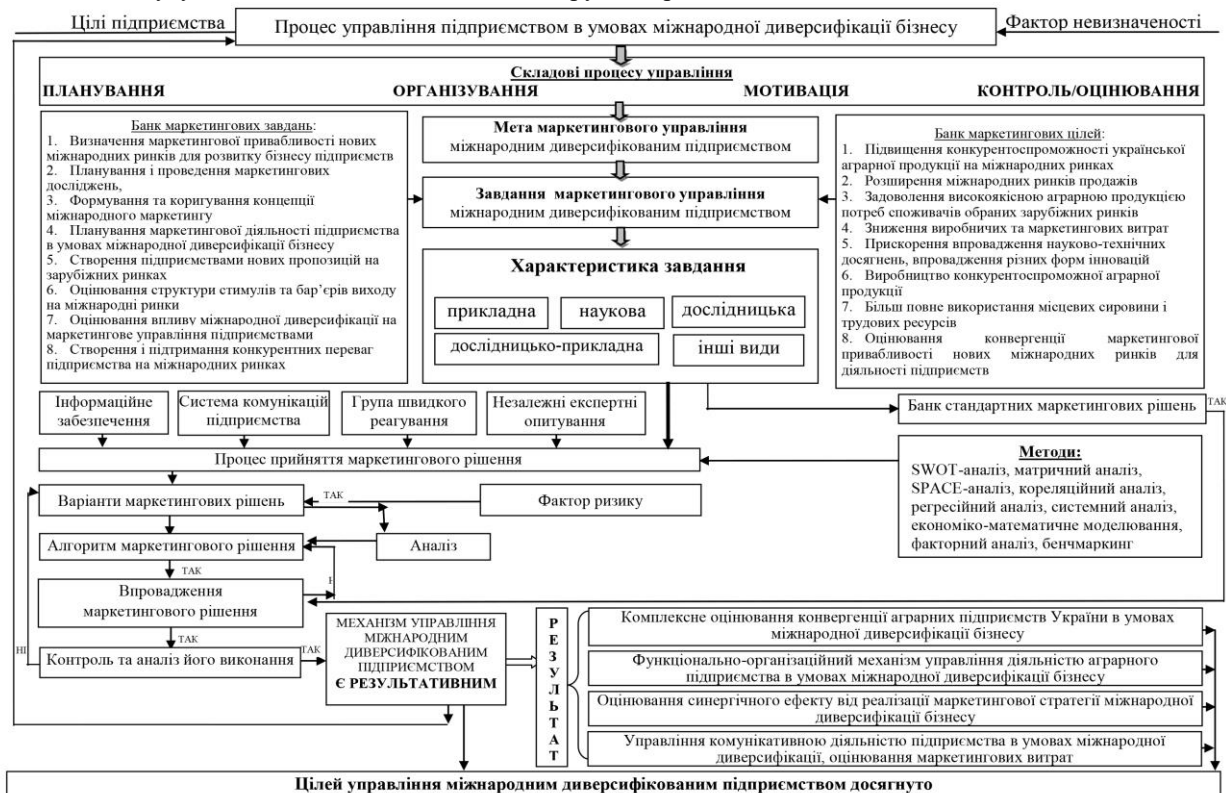 Цілі підприємства
Процес управління підприємством в умовах міжнародної диверсифікації бізнесу
Фактор невизначеності
Складові процесу управління
ПЛАНУВАННЯ ОРГАНІЗУВАННЯ МОТИВАЦІЯ КОНТРОЛЬ/ОЦІНЮВАННЯ
Банк маркетингових завдань:
1. Визначення маркетингової привабливості нових
міжнародних ринків для розвитку бізнесу підприємств
2. Планування і проведення маркетингових
досліджень,
3. Формування та коригування концепції
міжнародного маркетингу
4. Планування маркетингової діяльності підприємства
в умовах міжнародної диверсифікації бізнесу
5. Створення підприємствами нових пропозицій на
зарубіжних ринках
6. Оцінювання структури стимулів та бар’єрів виходу
на міжнародні ринки
7. Оцінювання впливу міжнародної диверсифікації на
маркетингове управління підприємствами
8. Створення і підтримання конкурентних переваг
підприємства на міжнародних ринках
Мета маркетингового управління
міжнародним диверсифікованим підприємством
Завдання маркетингового управління
міжнародним диверсифікованим підприємством
Характеристика завдання
прикладна
наукова
дослідницька
дослідницько-прикладна
інші види
Банк маркетингових цілей:
1. Підвищення конкурентоспроможності української
аграрної продукції на міжнародних ринках
2. Розширення міжнародних ринків продажів
3. Задоволення високоякісною аграрною продукцією
потреб споживачів обраних зарубіжних ринків
4. Зниження виробничих та маркетингових витрат
5. Прискорення впровадження науково-технічних
досягнень, впровадження різних форм інновацій
6. Виробництво конкурентоспроможної аграрної
продукції
7. Більш повне використання місцевих сировини і
трудових ресурсів
8. Оцінювання конвергенції маркетингової
привабливості нових міжнародних ринків для
діяльності підприємств
Інформаційне
забезпечення
Система комунікацій
підприємства
Група швидкого
реагування
Незалежні експертні
опитування
Банк стандартних маркетингових рішень
ТАК
Процес прийняття маркетингового рішення
Методи:
SWOT-аналіз, матричний аналіз,
SPACE-аналіз, кореляційний аналіз,
регресійний аналіз, системний аналіз,
економіко-математичне моделювання,
факторний аналіз, бенчмаркинг
Варіанти маркетингових рішень
ТАК
Фактор ризику
Алгоритм маркетингового рішення
Аналіз
ТАК
Н
Впровадження
маркетингового рішення
ТАК
НІ
Контроль та аналіз його виконання
ТАК
МЕХАНІЗМ УПРАВЛІННЯ
МІЖНАРОДНИМ
ДИВЕРСИФІКОВАНИМ
ПІДПРИЄМСТВОМ
Є РЕЗУЛЬТАТИВНИМ
Р
Е
З
У
Л
Ь
Т
А
Т
Комплексне оцінювання конвергенції аграрних підприємств України в умовах
міжнародної диверсифікації бізнесу
Функціонально-організаційний механізм управління діяльністю аграрного
підприємства в умовах міжнародної диверсифікації бізнесу
Оцінювання синергічного ефекту від реалізації маркетингової стратегії міжнародної
диверсифікації бізнесу
Управління комунікативною діяльністю підприємства в умовах міжнародної
диверсифікації, оцінювання маркетингових витрат
Цілей управління міжнародним диверсифікованим підприємством досягнуто